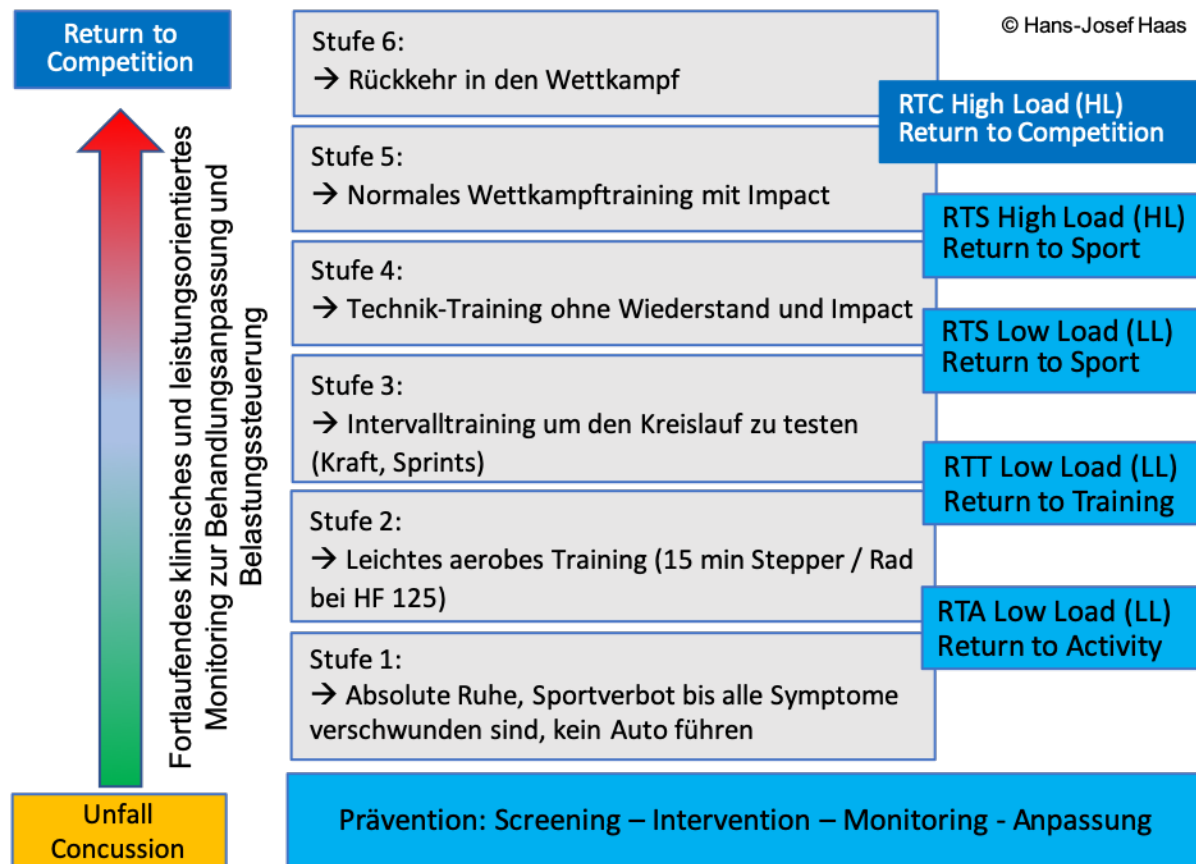 © Hans-Josef Haas
Return to
Competition
Stufe 6:
→ Rückkehr in den Wettkampf
RTC High Load (HL)
Return to Competition
Stufe 5:
→ Normales Wettkampftraining mit Impact
RTS High Load (HL)
Return to Sport
Stufe 4:
→ Technik-Training ohne Wiederstand und Impact
RTS Low Load (LL)
Return to Sport
Stufe 3:
→ Intervalltraining um den Kreislauf zu testen
(Kraft, Sprints)
RTT Low Load (LL)
Return to Training
Stufe 2:
→ Leichtes aerobes Training (15 min Stepper / Rad
bei HF 125)
RTA Low Load (LL)
Return to Activity
Stufe 1:
→ Absolute Ruhe, Sportverbot bis alle Symptome
verschwunden sind, kein Auto führen
Fortlaufendes klinisches und leistungsorientiertes
Monitoring zur Behandlungsanpassung und
Belastungssteuerung
Unfall
Concussion
Prävention: Screening – Intervention – Monitoring - Anpassung